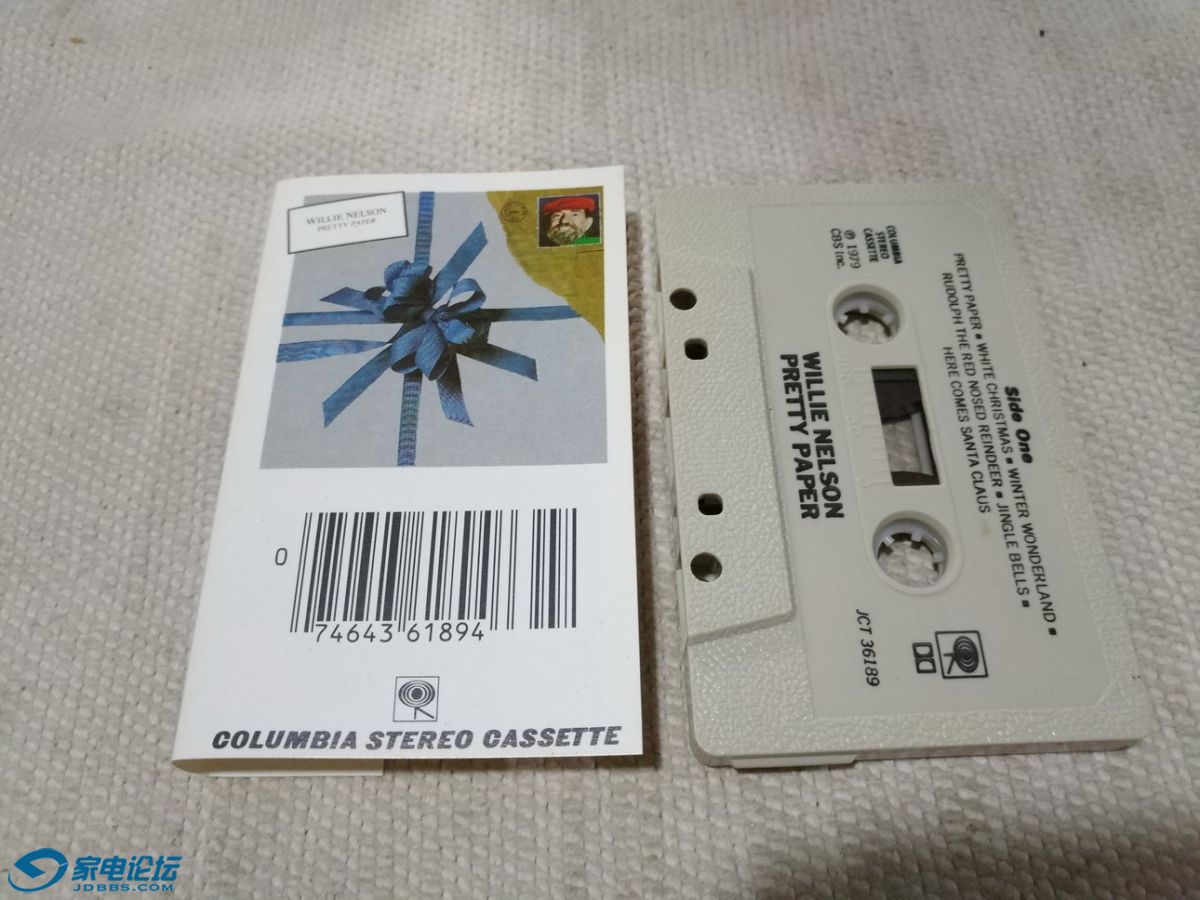 WILLIE NELSON
PRETTY PAPER
0
74643 61894
COLUMBIA STEREO CASSETTE
COLUMBIA
STEREO
CASSETTE
℗ 1979
CBS Inc.
Side One
PRETTY PAPER ■ WHITE CHRISTMAS ■ WINTER WONDERLAND ■
RUDOLPH THE RED NOSED REINDEER ■ JINGLE BELLS ■
HERE COMES SANTA CLAUS
WILLIE NELSON
PRETTY PAPER
JCT 36189
家电论坛
JDBBS.COM